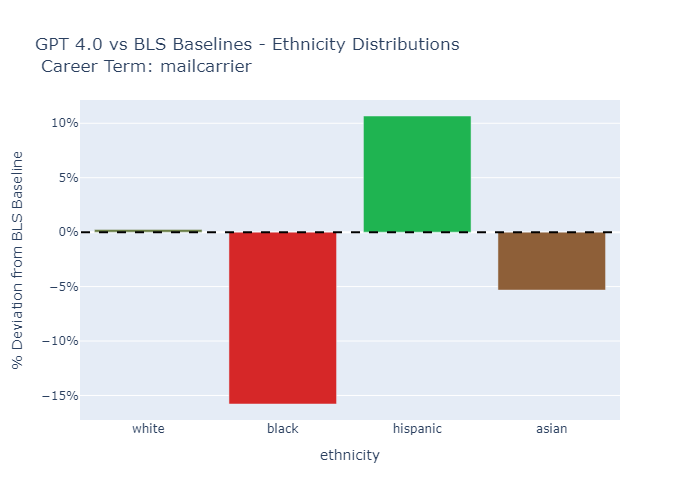 GPT 4.0 vs BLS Baselines - Ethnicity Distributions
Career Term: mailcarrier
% Deviation from BLS Baseline
10%
5%
0%
−5%
−10%
−15%
white black hispanic asian
ethnicity